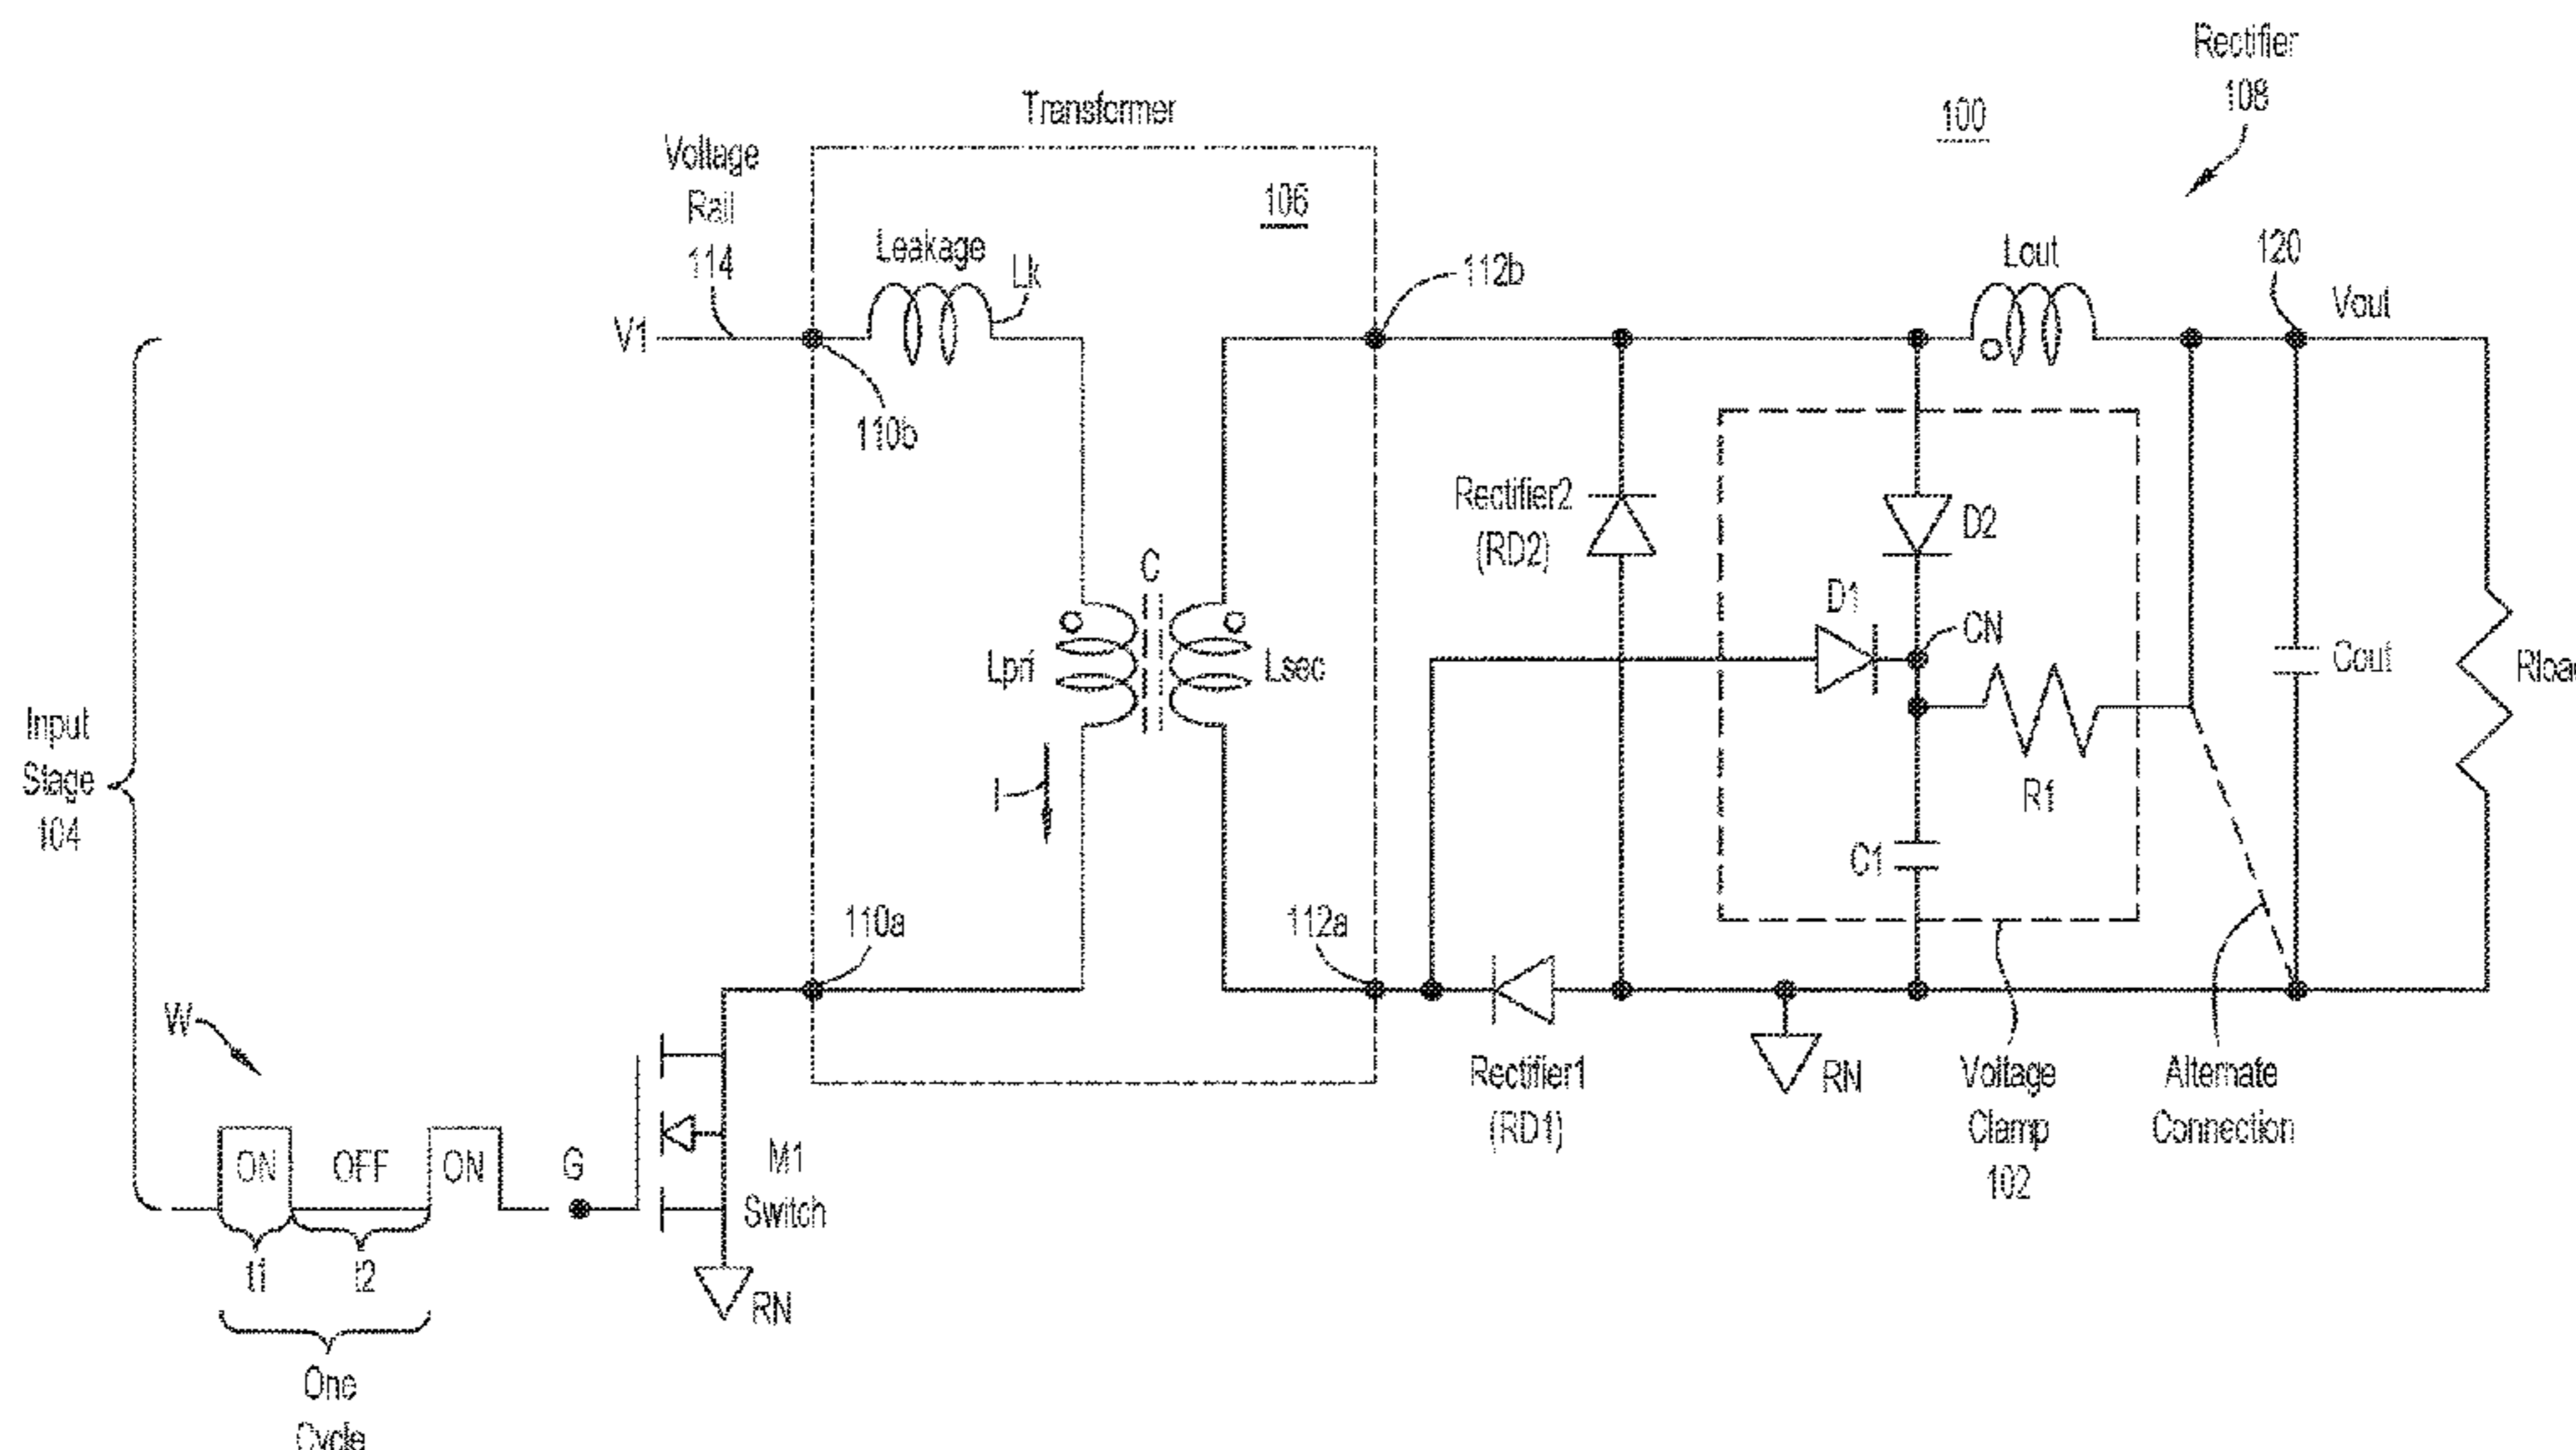 Rectifier
108
100
Transformer
106
Voltage
Rail
114
V1
Leakage
Lk
110b
112b
Lout
120
Vout
Rectifier2
(RD2)
D2
D1
CN
C
Lpri
Lsec
Cout
R1
C1
I
Input
Stage
104
110a
112a
W
ON
OFF
ON
G
M1
Switch
t1
t2
RN
One
Cycle
Rectifier1
(RD1)
RN
Voltage
Clamp
102
Alternate
Connection